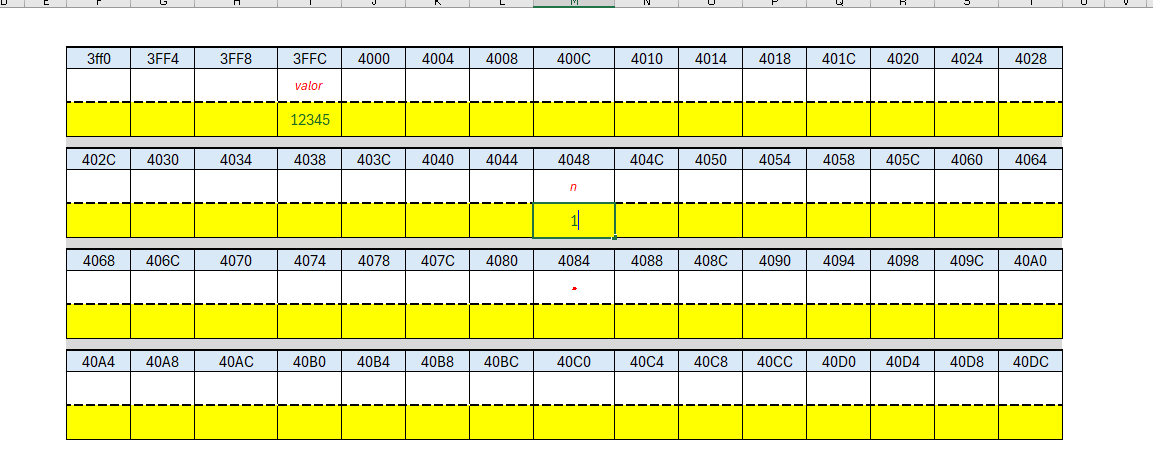 3ff0 3FF4 3FF8 3FFC 4000 4004 4008 400C 4010 4014 4018 401C 4020 4024 4028
valor
12345
402C 4030 4034 4038 403C 4040 4044 4048 404C 4050 4054 4058 405C 4060 4064
n
1
4068 406C 4070 4074 4078 407C 4080 4084 4088 408C 4090 4094 4098 409C 40A0
40A4 40A8 40AC 40B0 40B4 40B8 40BC 40C0 40C4 40C8 40CC 40D0 40D4 40D8 40DC